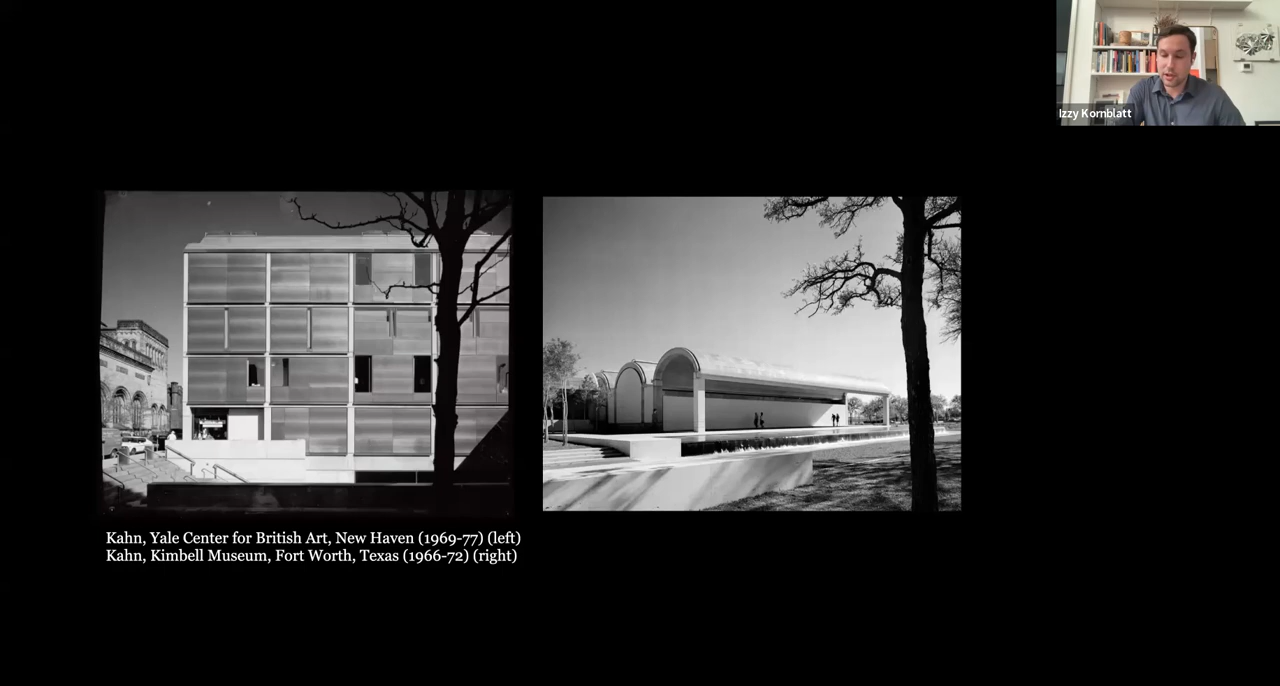 Izzy Kornblatt
Kahn, Yale Center for British Art, New Haven (1969-77) (left)
Kahn, Kimbell Museum, Fort Worth, Texas (1966-72) (right)